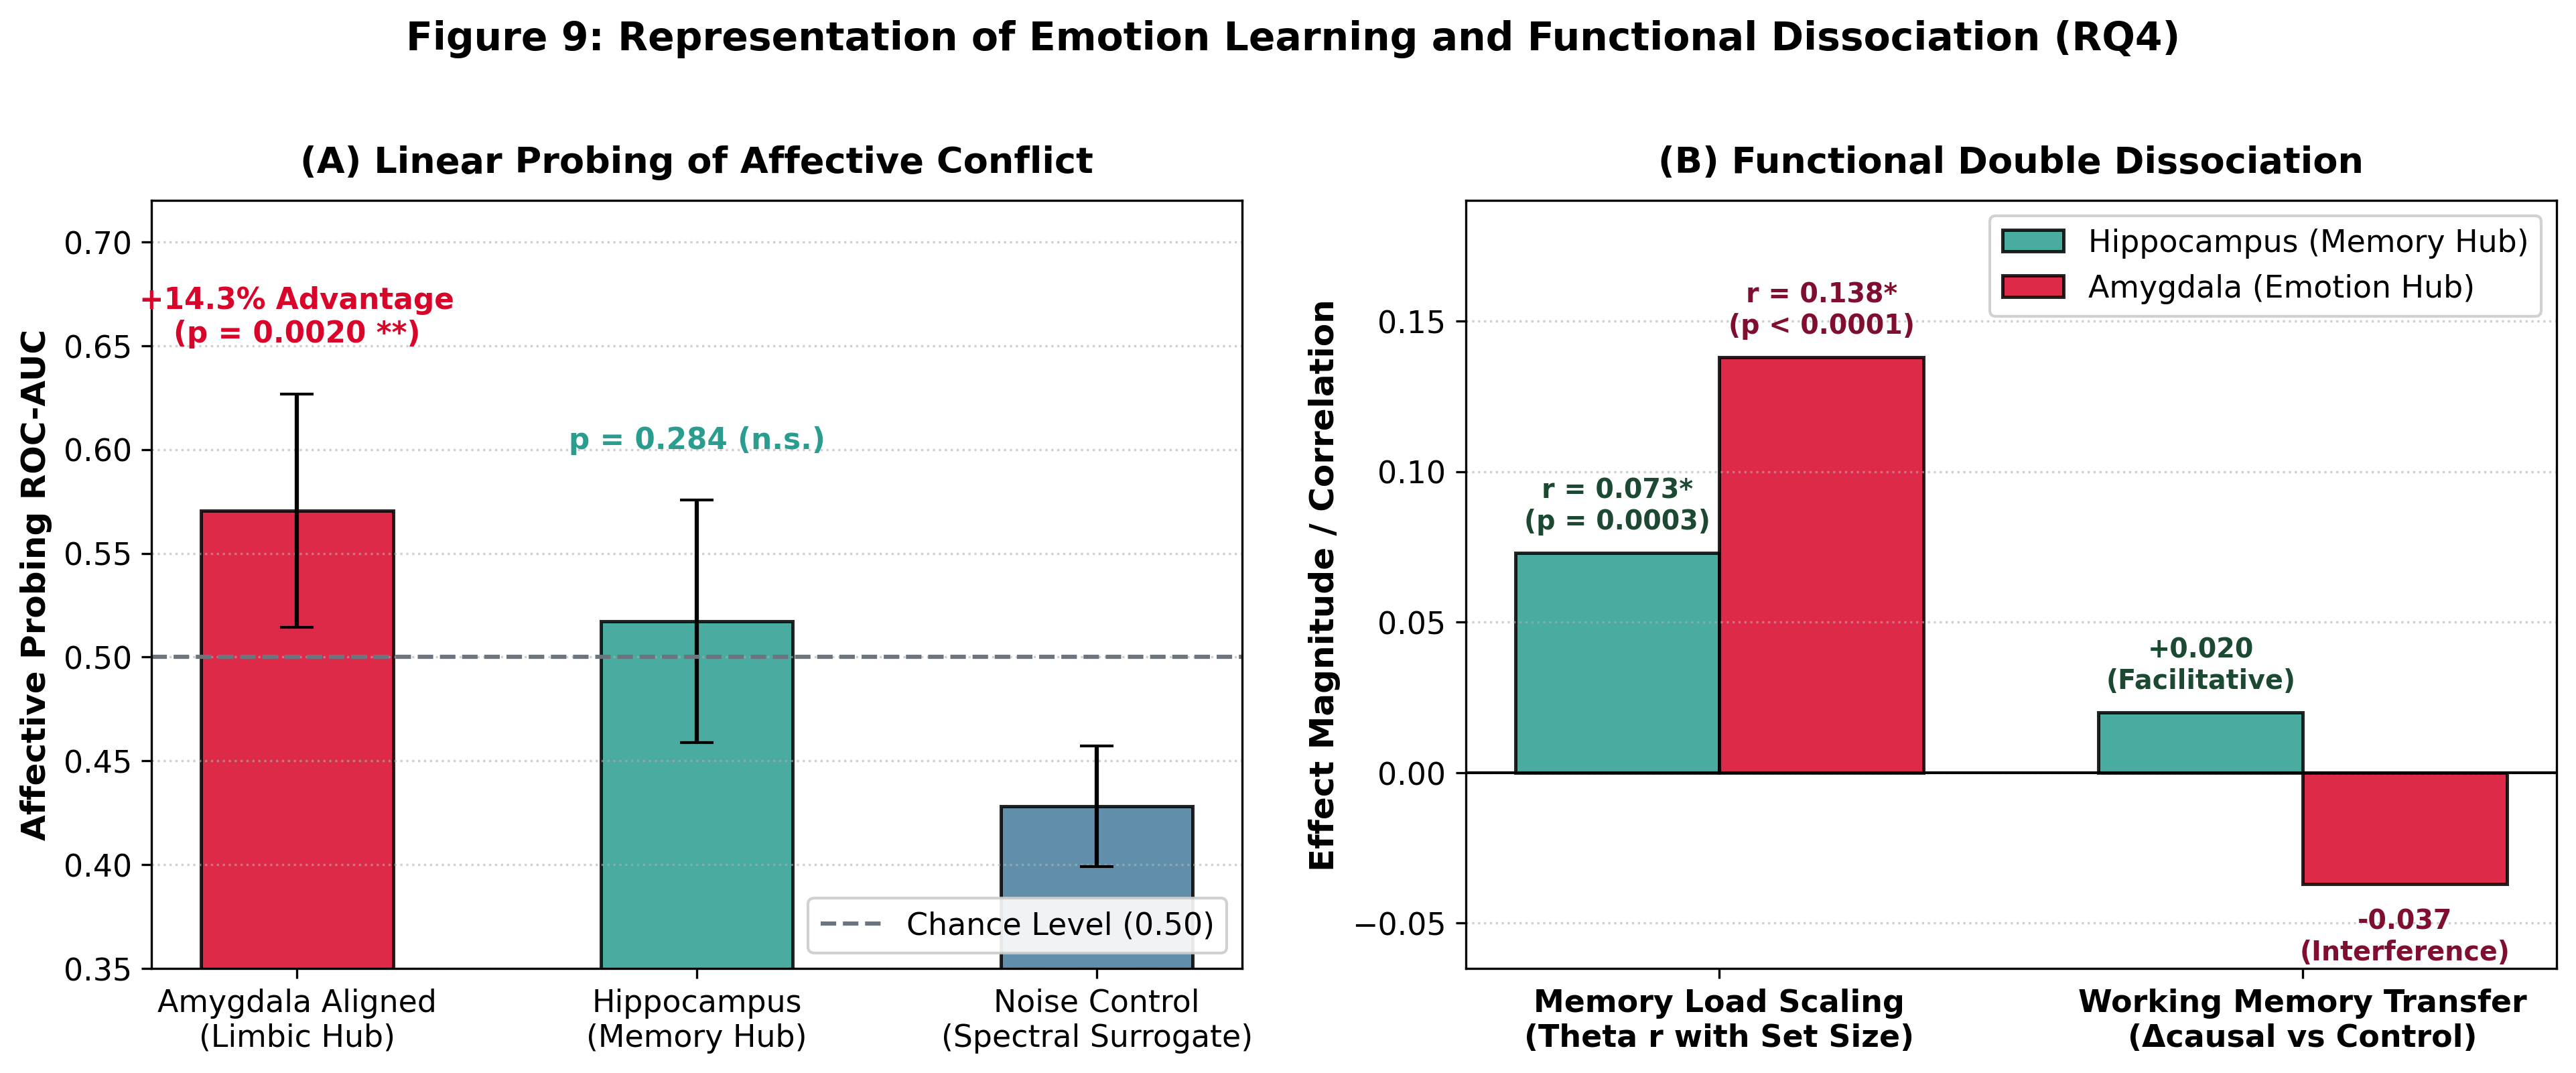 Figure 9: Representation of Emotion Learning and Functional Dissociation (RQ4)
(A) Linear Probing of Affective Conflict
Affective Probing ROC-AUC
0.70
0.65
0.60
0.55
0.50
0.45
0.40
0.35
+14.3% Advantage
(p = 0.0020 **)
p = 0.284 (n.s.)
Chance Level (0.50)
Amygdala Aligned
(Limbic Hub)
Hippocampus
(Memory Hub)
Noise Control
(Spectral Surrogate)
(B) Functional Double Dissociation
Effect Magnitude / Correlation
0.15
0.10
0.05
0.00
−0.05
Hippocampus (Memory Hub)
Amygdala (Emotion Hub)
r = 0.073*
(p = 0.0003)
r = 0.138*
(p < 0.0001)
+0.020
(Facilitative)
-0.037
(Interference)
Memory Load Scaling
(Theta r with Set Size)
Working Memory Transfer
(Δcausal vs Control)